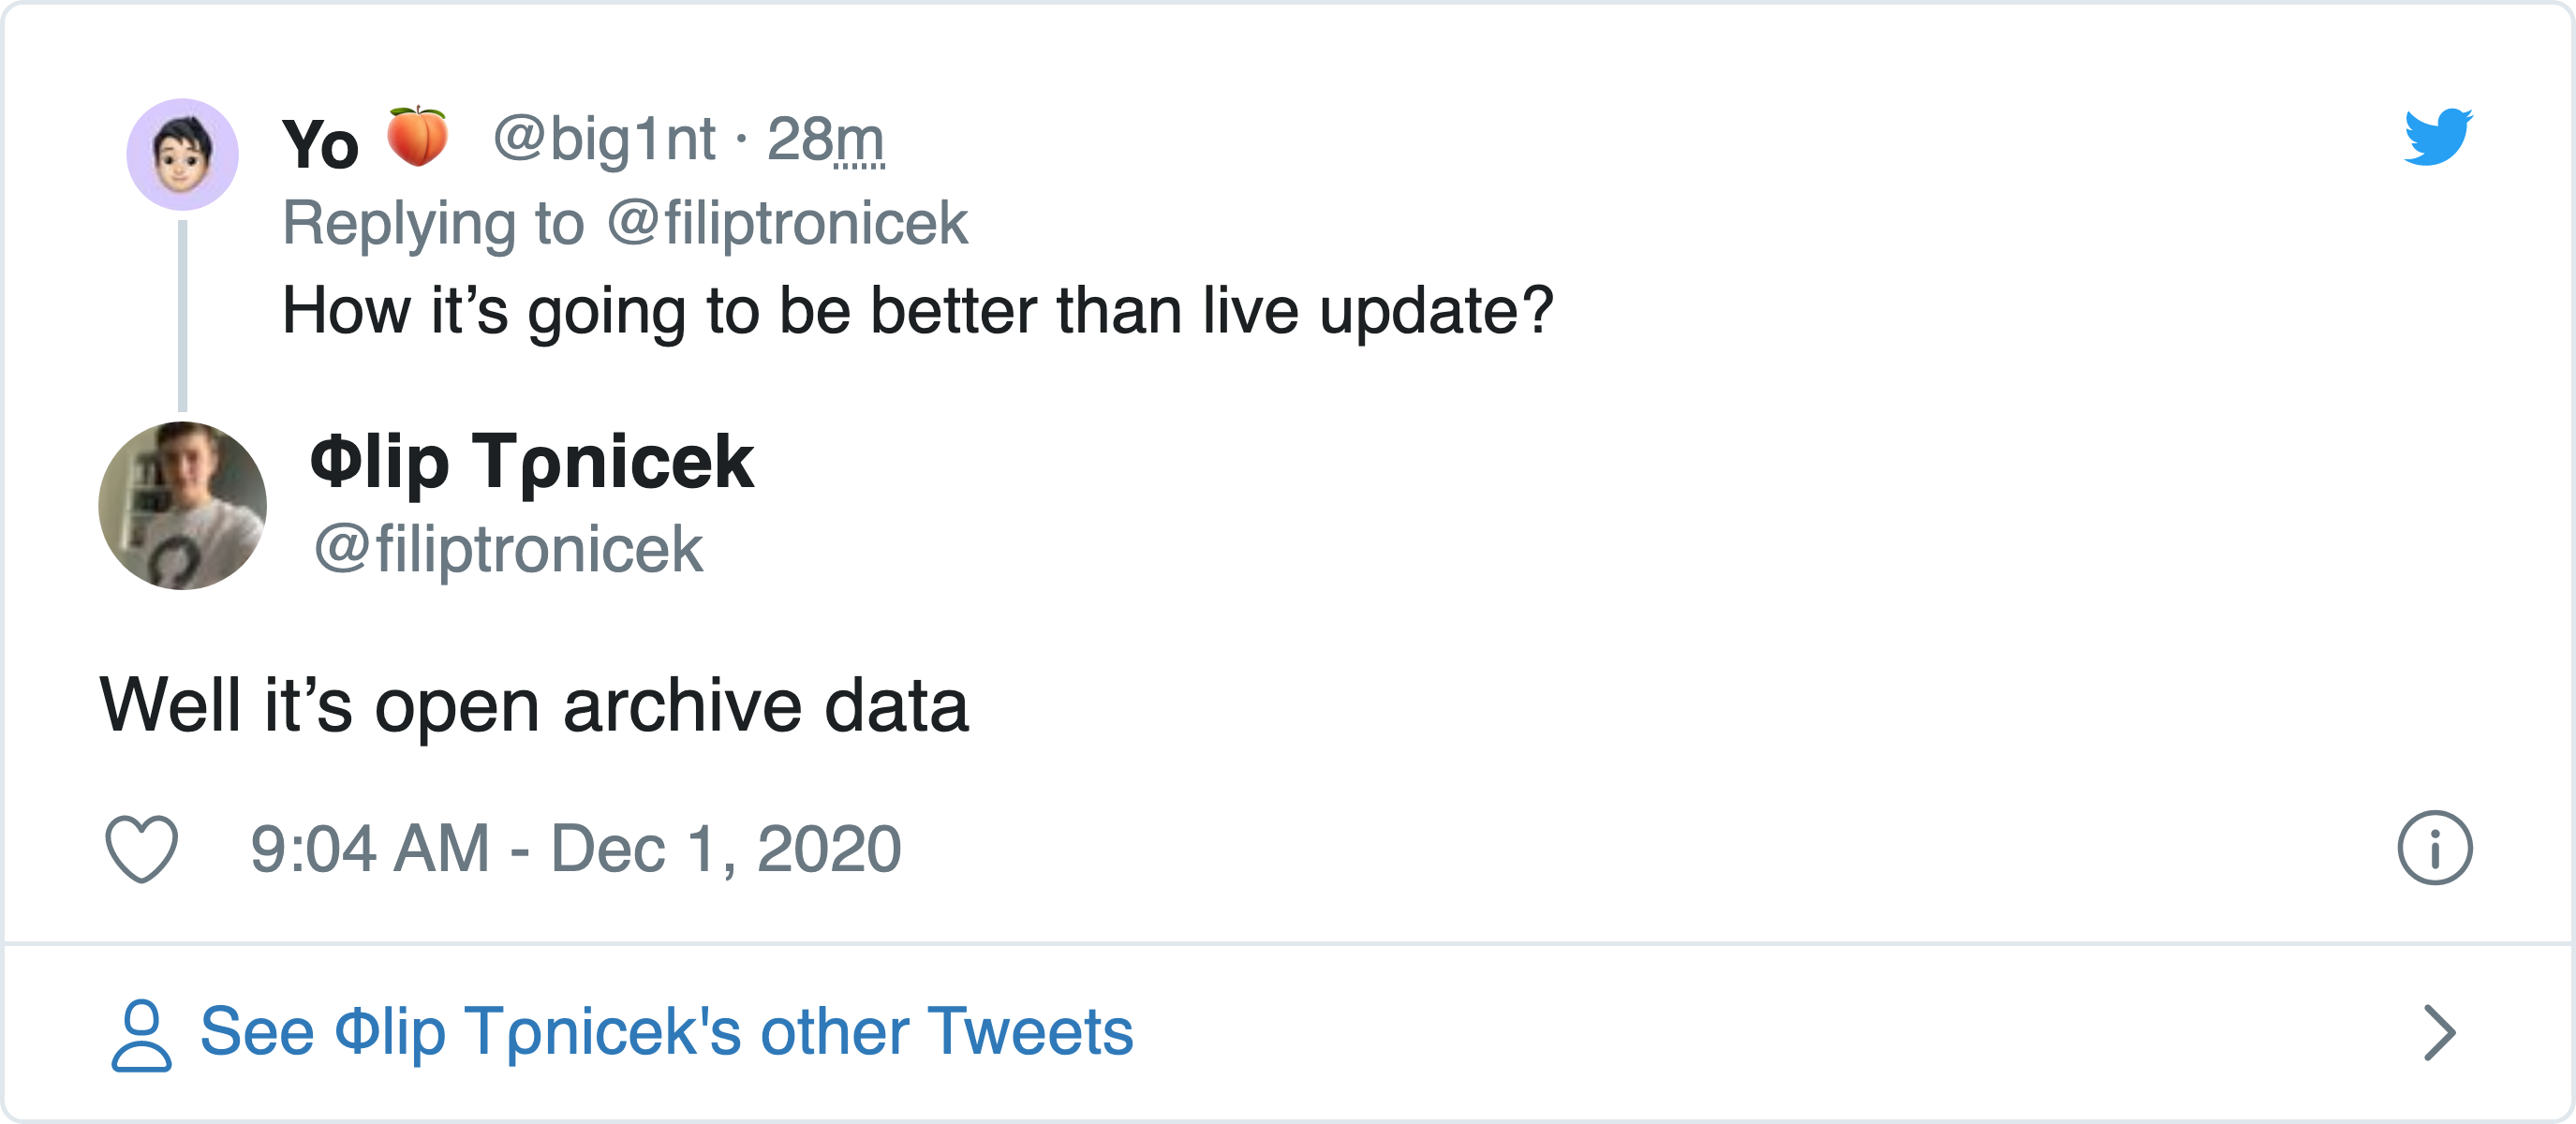 Yo 🍑 @big1nt · 28m
Replying to @filiptronicek
How it’s going to be better than live update?
Φlip Tρnicek
@filiptronicek
Well it’s open archive data
9:04 AM - Dec 1, 2020
See Φlip Tρnicek's other Tweets